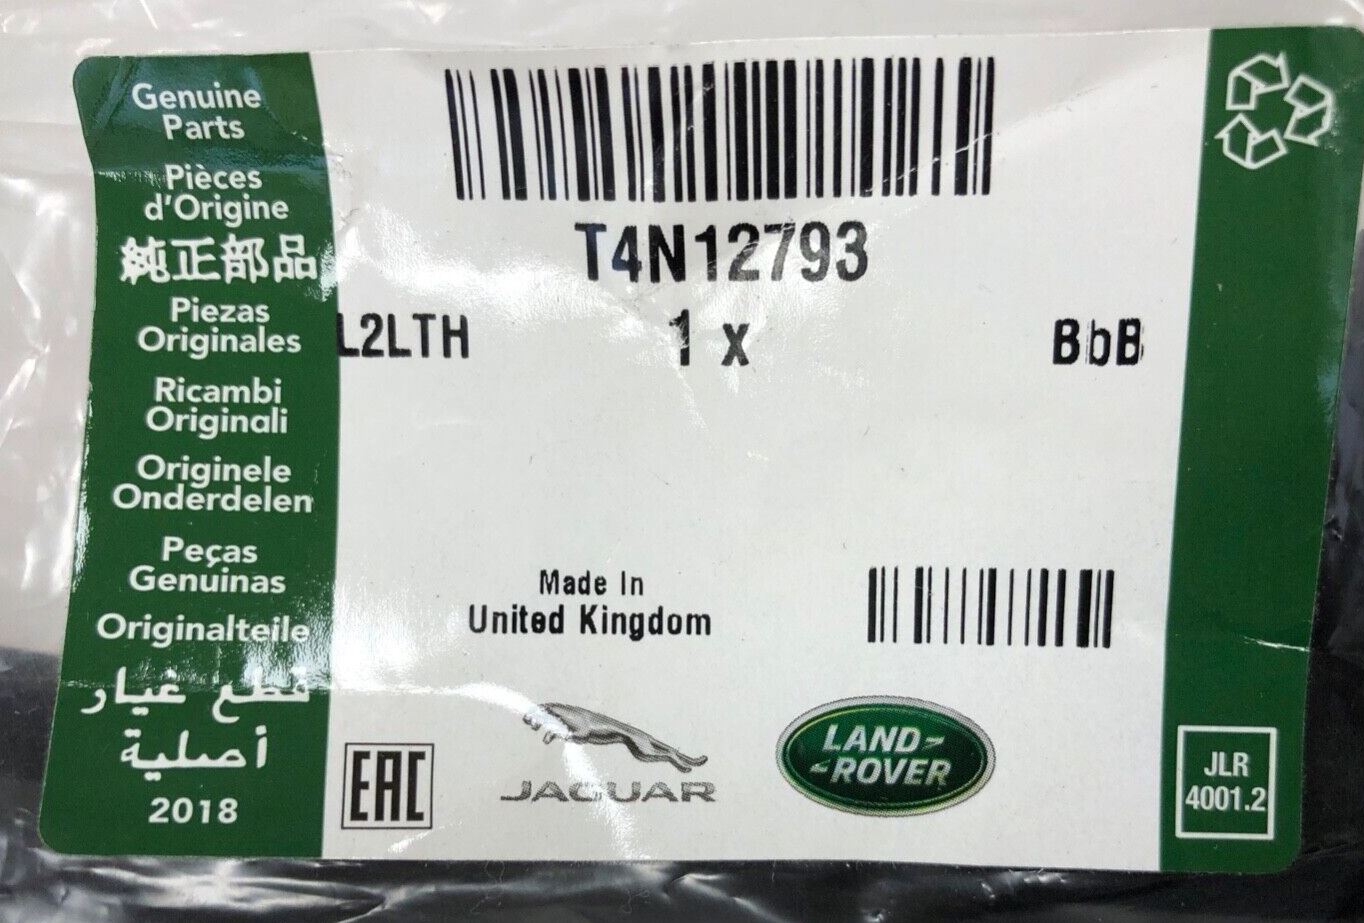 Genuine
Parts
Pièces
d'Origine
純正部品
Piezas
Originales
Ricambi
Originali
Originele
Onderdelen
Peças
Genuinas
Originalteile
قطع غيار
أصلية
2018
T4N12793
L2LTH 1 x BbB
Made In
United Kingdom
EAC
JAGUAR
LAND-
-ROVER
JLR
4001.2